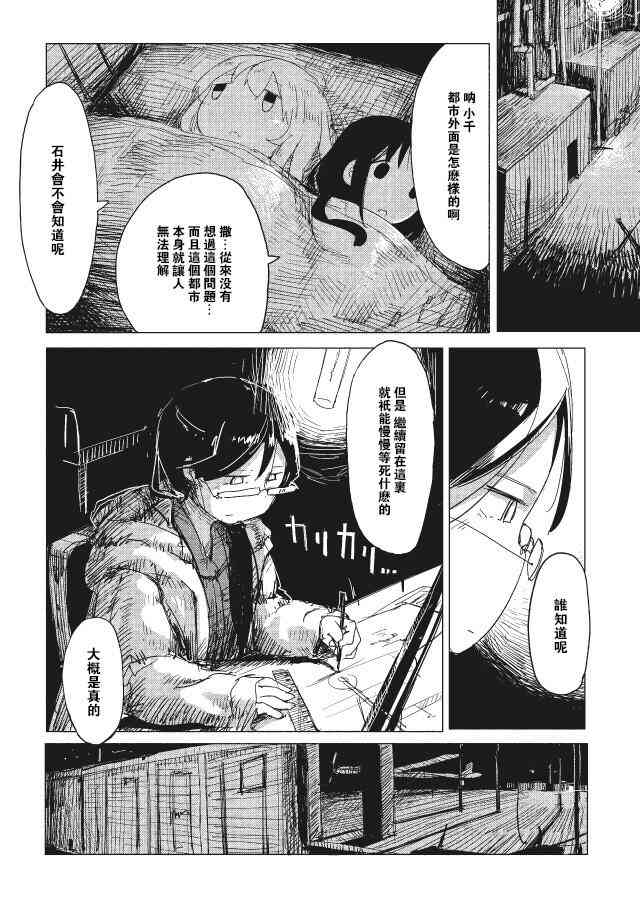 吶 小千
都市外面是怎麼樣的啊
撒…從來沒有
想過這個問題…
而且這個都市
本身就讓人
無法理解
石井會不會知道呢
誰知道呢
但是 繼續留在這裏
就衹能慢慢等死什麽的
カリカリ…
大概是真的